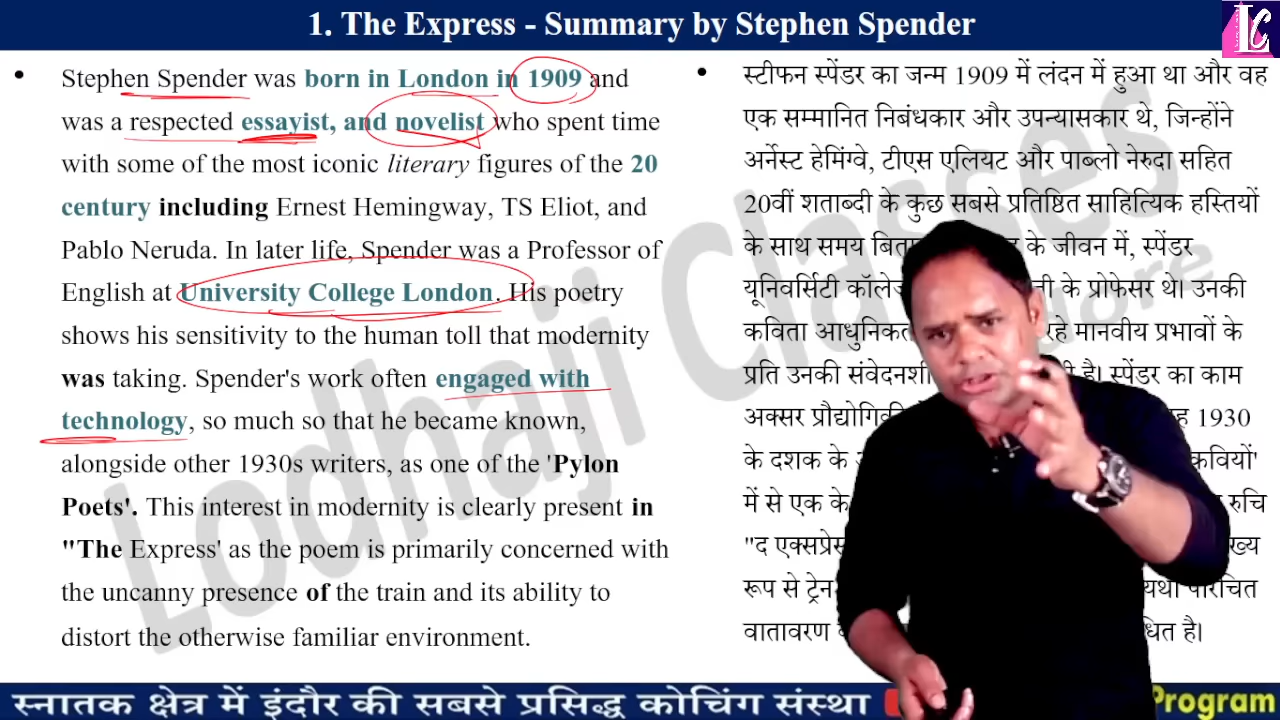 1. The Express - Summary by Stephen Spender
LC
• Stephen Spender was born in London in 1909 and
was a respected essayist, and novelist who spent time
with some of the most iconic literary figures of the 20
century including Ernest Hemingway, TS Eliot, and
Pablo Neruda. In later life, Spender was a Professor of
English at University College London. His poetry
shows his sensitivity to the human toll that modernity
was taking. Spender's work often engaged with
technology, so much so that he became known,
alongside other 1930s writers, as one of the 'Pylon
Poets'. This interest in modernity is clearly present in
"The Express' as the poem is primarily concerned with
the uncanny presence of the train and its ability to
distort the otherwise familiar environment.
• स्टीफन स्पेंडर का जन्म 1909 में लंदन में हुआ था और वह
एक सम्मानित निबंधकार और उपन्यासकार थे, जिन्होंने
अर्नेस्ट हेमिंग्वे, टीएस एलियट और पाब्लो नेरुदा सहित
20वीं शताब्दी के कुछ सबसे प्रतिष्ठित साहित्यिक हस्तियों
के साथ समय के जीवन में, स्पेंडर
यूनिवर्सिटी के प्रोफेसर थे। उनकी
कविता रहे मानवीय प्रभावों के
प्रति उनकी है। स्पेंडर का काम
अक्सर 1930
के दशक के कवियों'
में से एक रुचि
"द
रूप से ट्रेन परिचित
वातावरण है।
Lodhaji Classes
स्नातक क्षेत्र में इंदौर की सबसे प्रसिद्ध कोचिंग संस्था Program